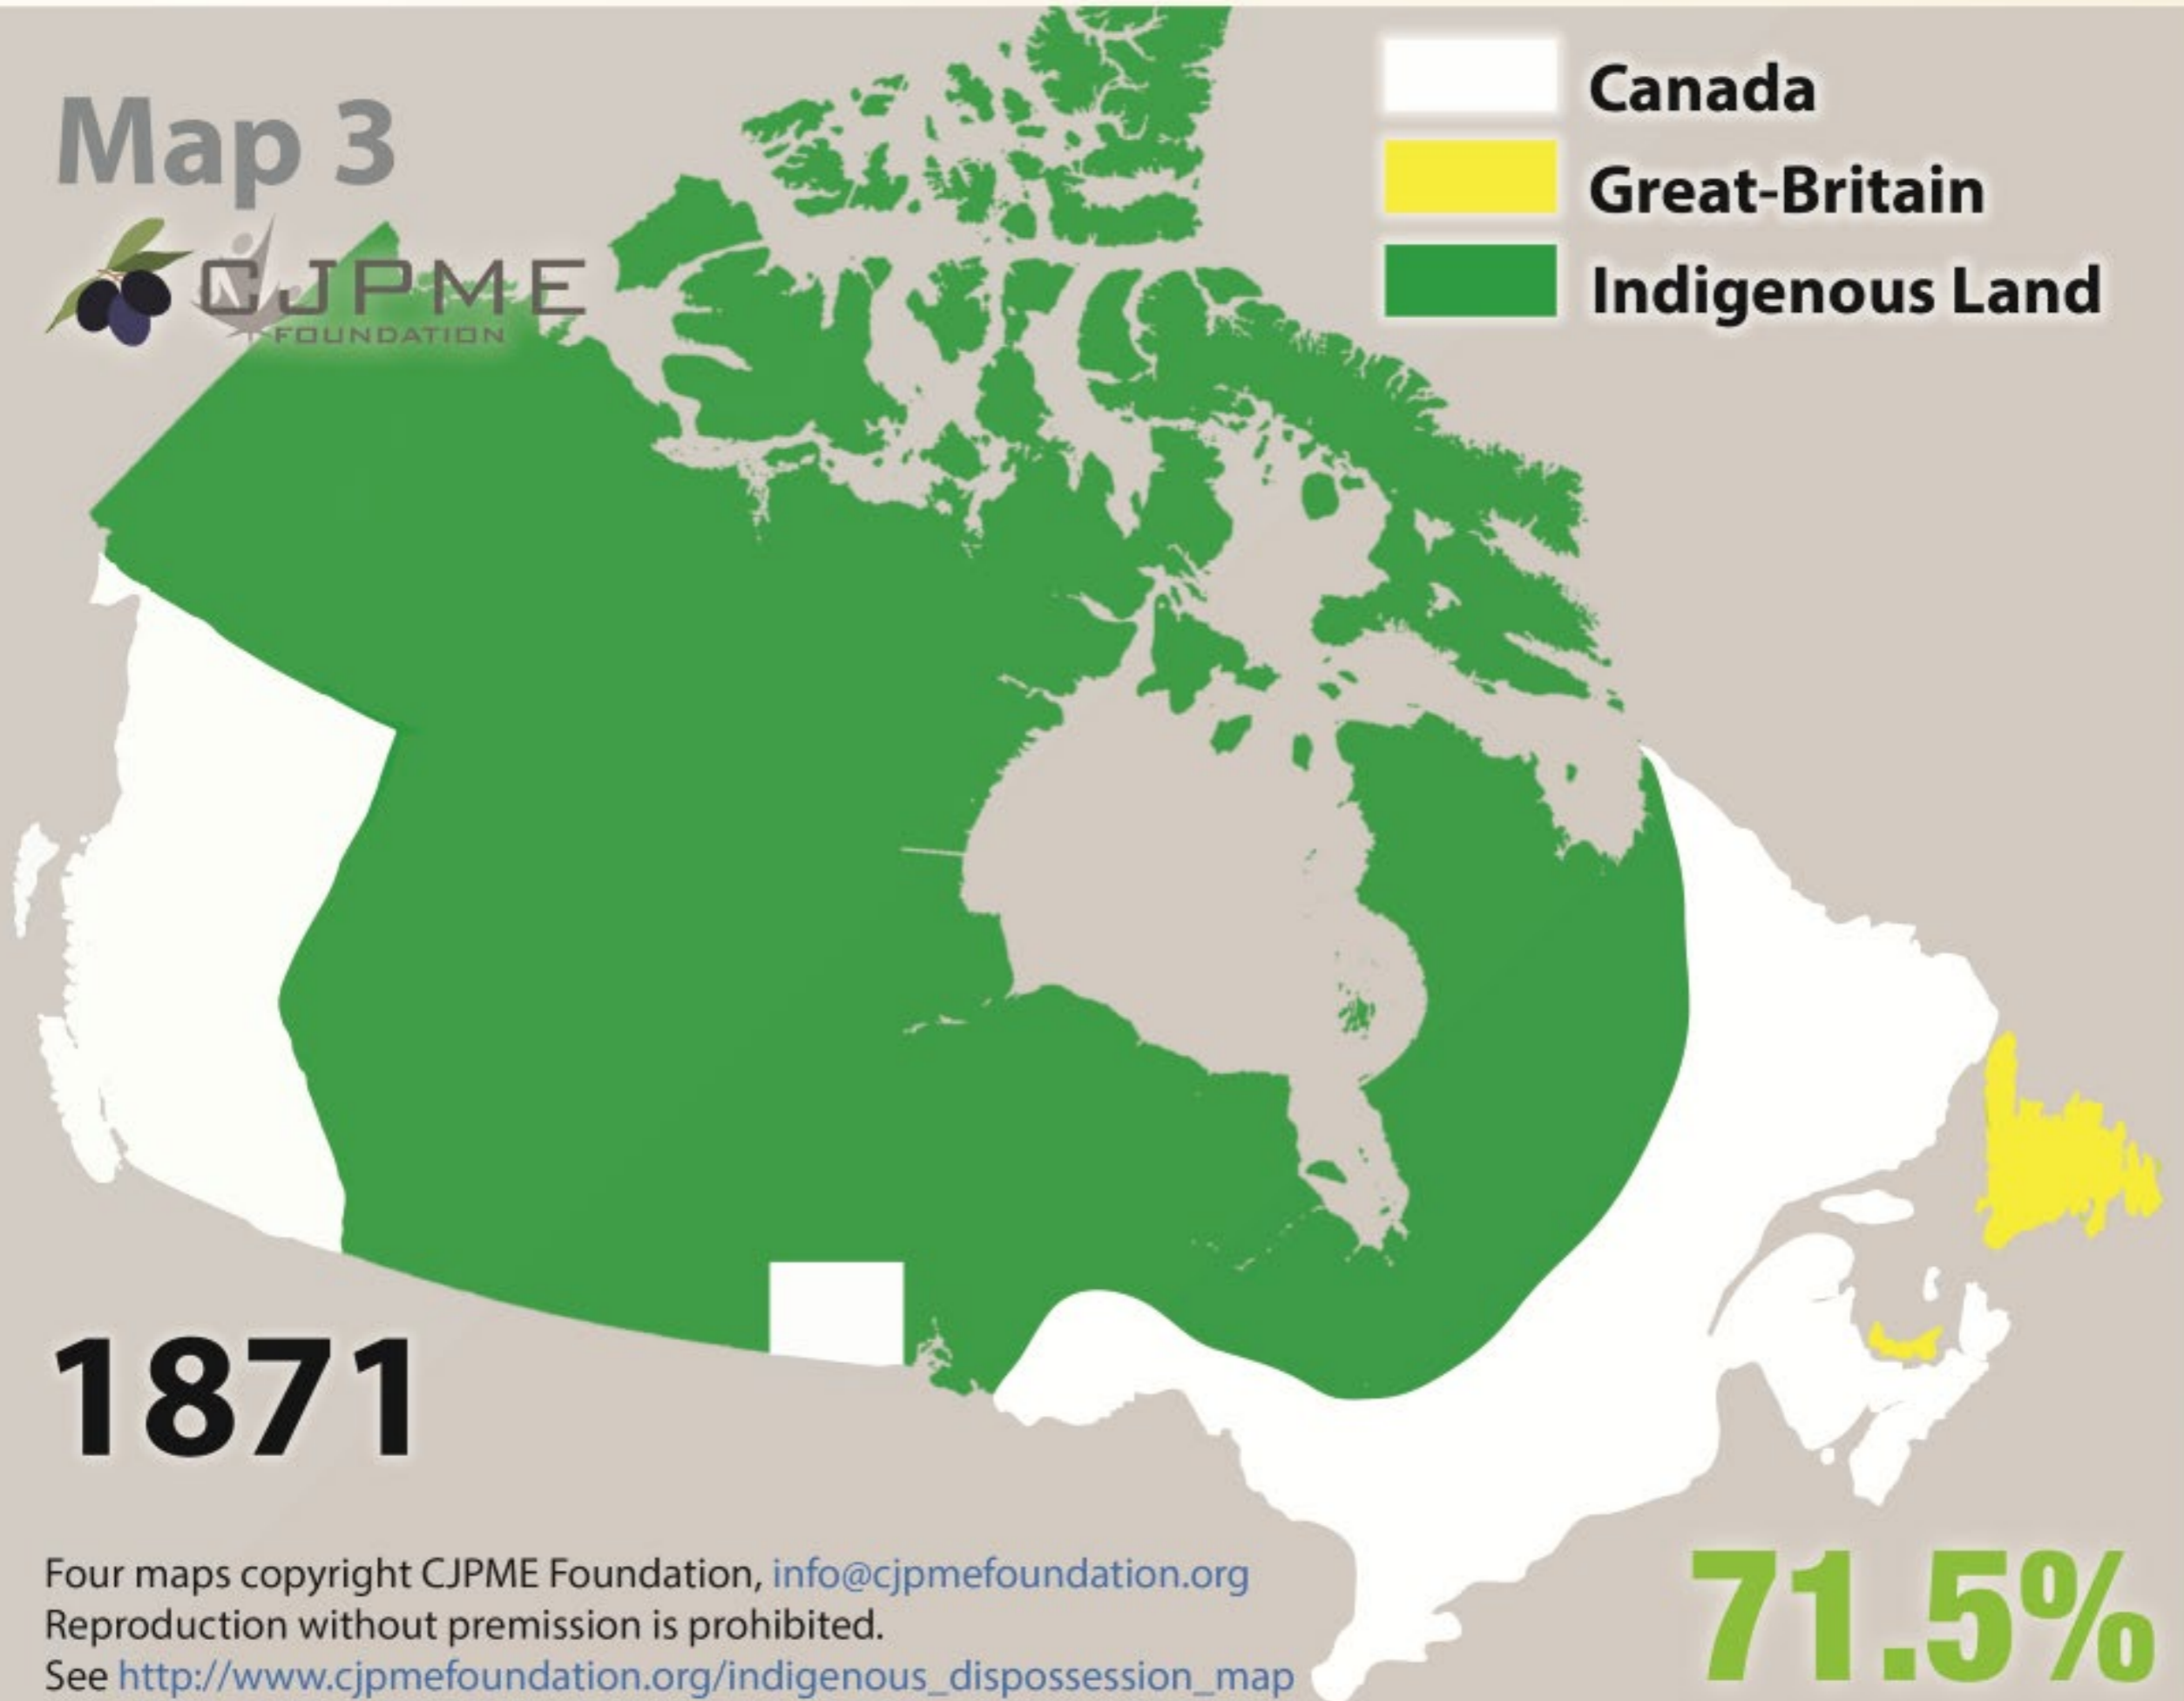 Map 3
CJPME
FOUNDATION
Canada
Great-Britain
Indigenous Land
1871
Four maps copyright CJPME Foundation, info@cjpmefoundation.org
Reproduction without premission is prohibited.
See http://www.cjpmefoundation.org/indigenous_dispossession_map
71.5%